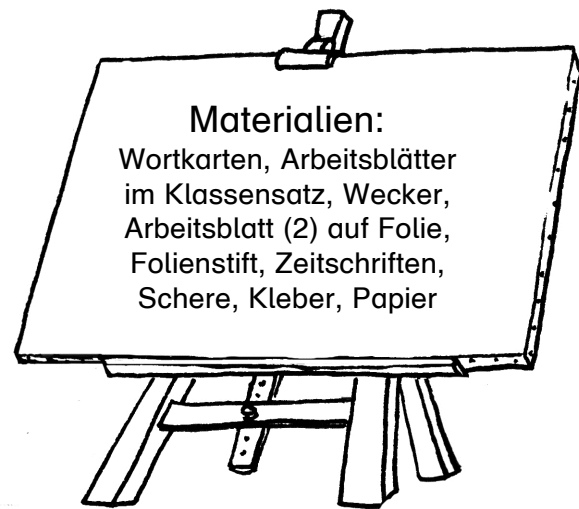 Materialien:
Wortkarten, Arbeitsblätter
im Klassensatz, Wecker,
Arbeitsblatt (2) auf Folie,
Folienstift, Zeitschriften,
Schere, Kleber, Papier